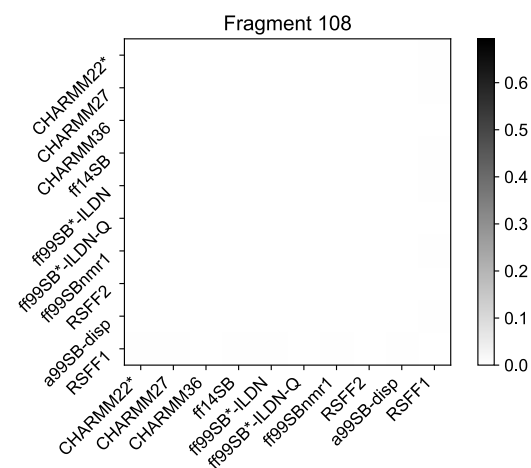 Fragment 108
CHARMM22*
CHARMM27
CHARMM36
ff14SB
ff99SB*-ILDN
ff99SB*-ILDN-Q
ff99SBnmr1
RSFF2
a99SB-disp
RSFF1
CHARMM22*
CHARMM27
CHARMM36
ff14SB
ff99SB*-ILDN
ff99SB*-ILDN-Q
ff99SBnmr1
RSFF2
a99SB-disp
RSFF1
0.6
0.5
0.4
0.3
0.2
0.1
0.0